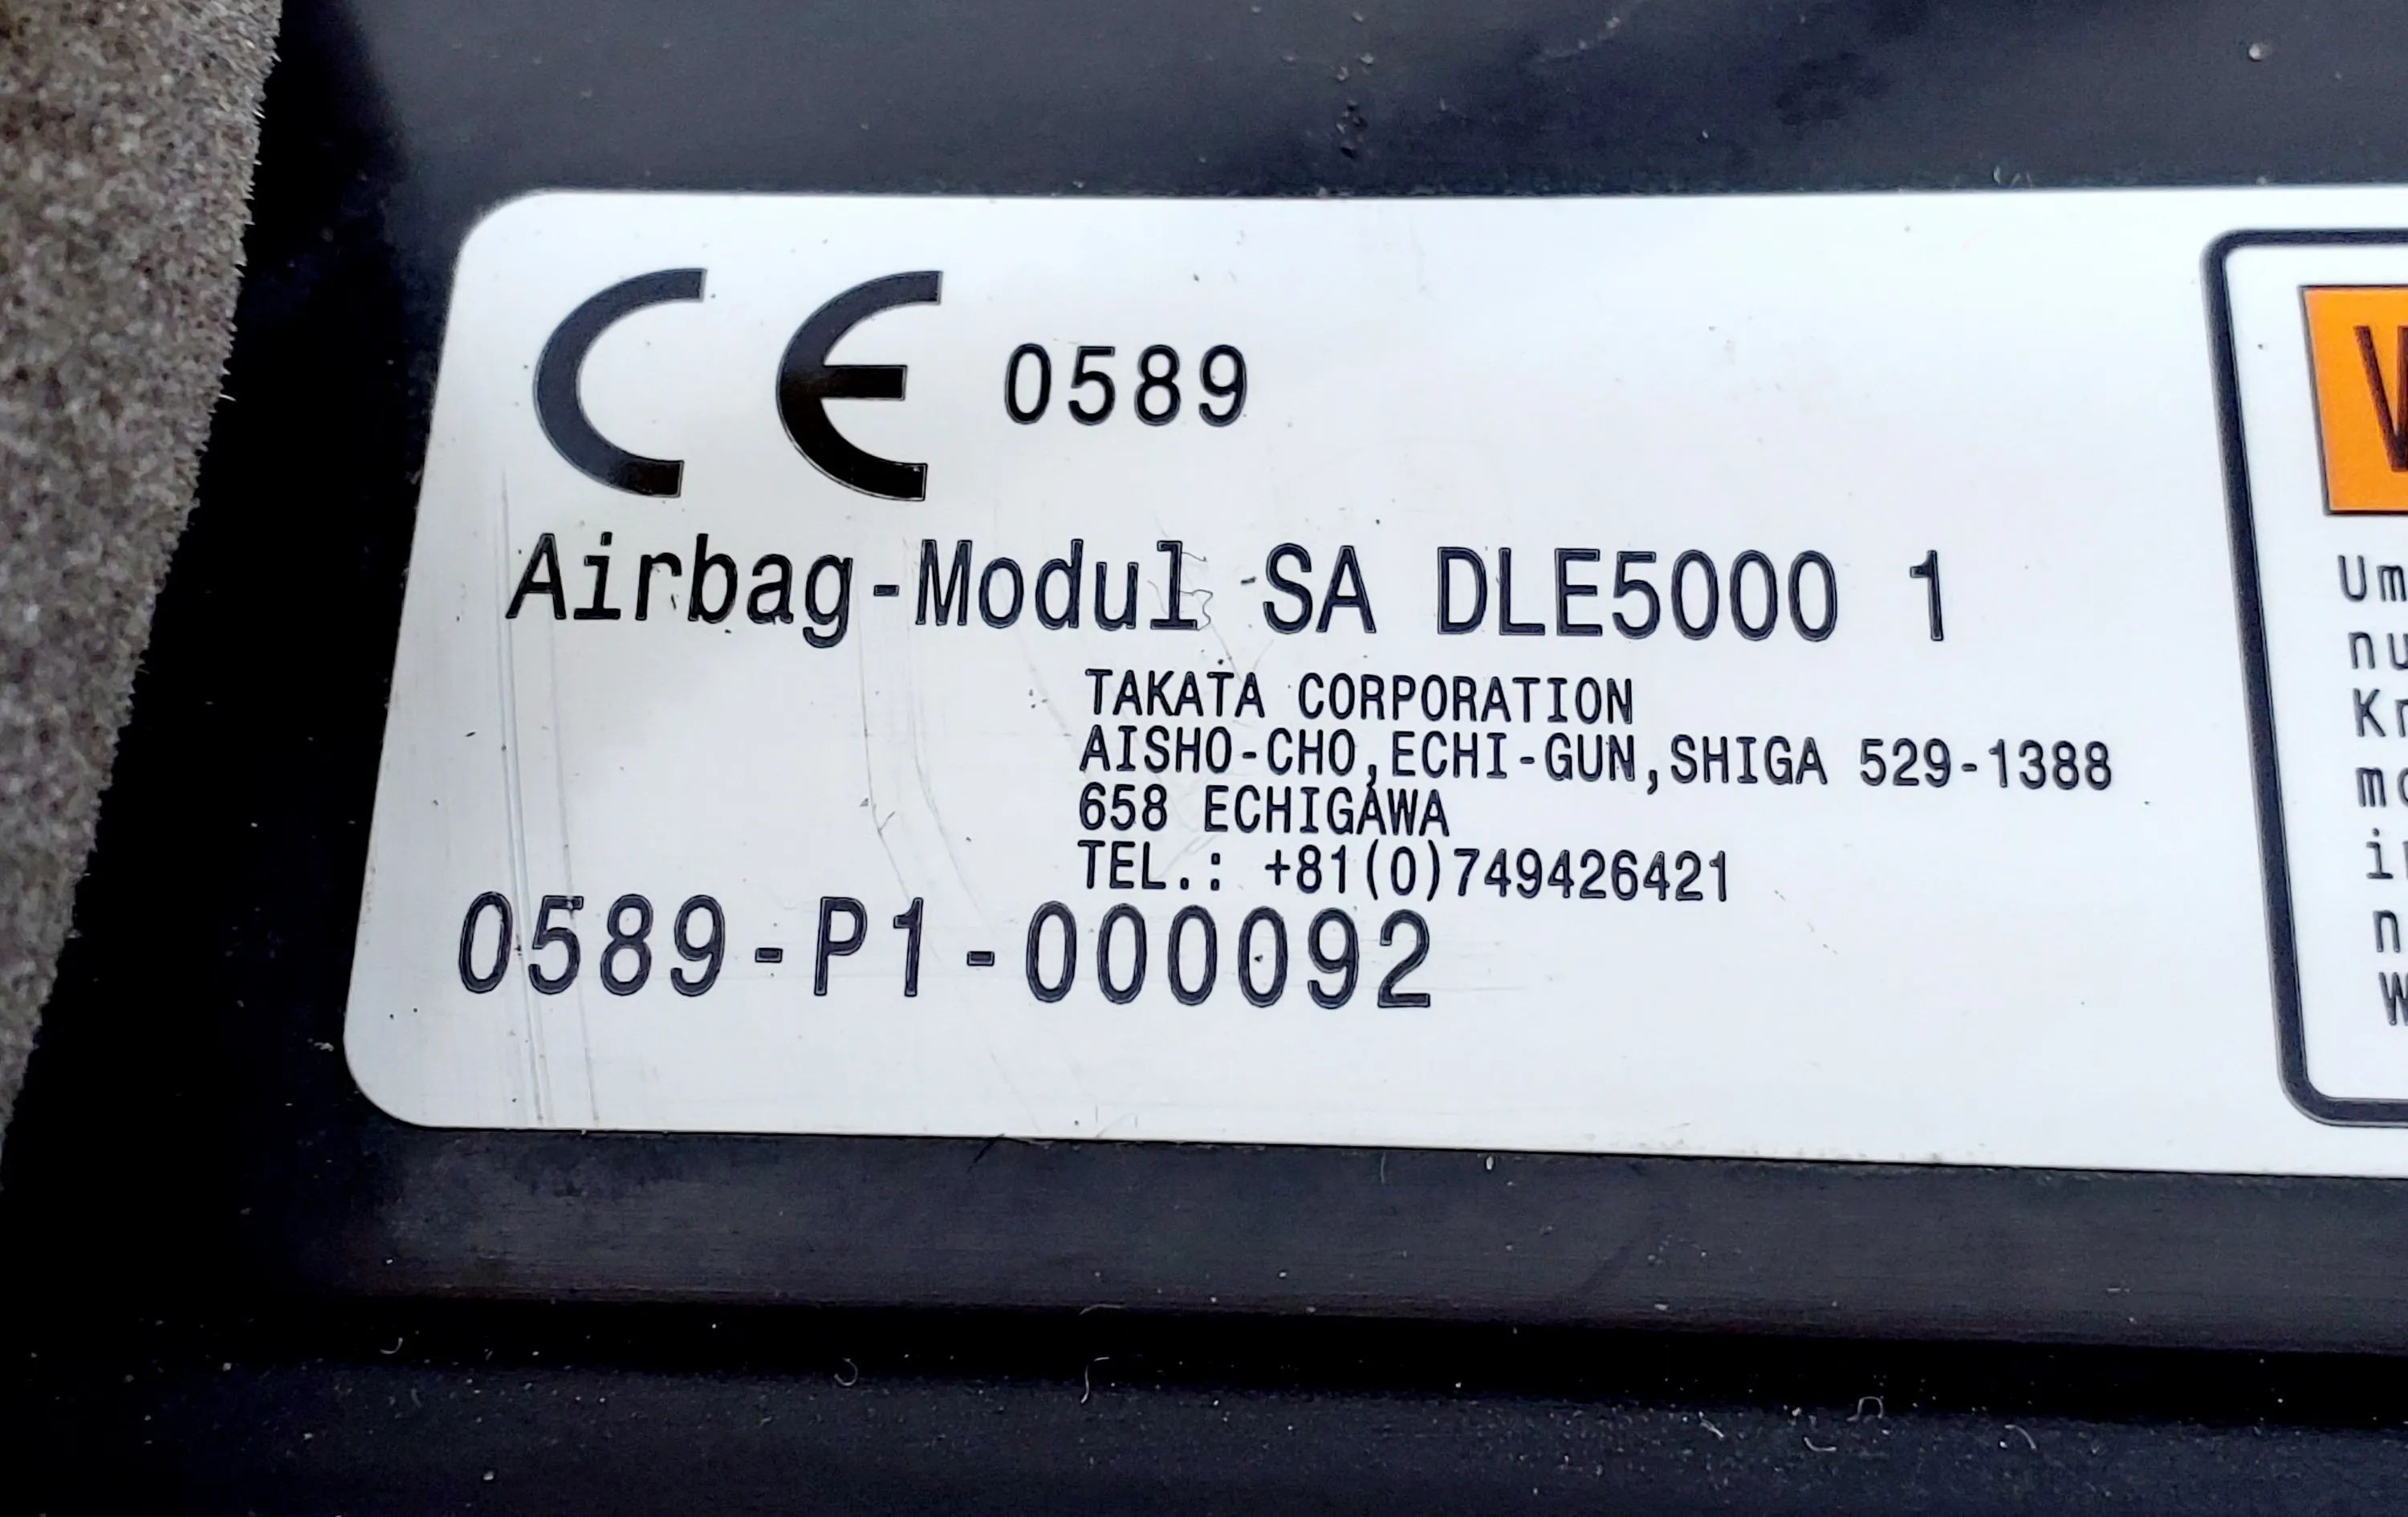 CE 0589
Airbag-Modul SA DLE5000 1
TAKATA CORPORATION
AISHO-CHO,ECHI-GUN,SHIGA 529-1388
658 ECHIGAWA
TEL.: +81(0)749426421
0589-P1-000092